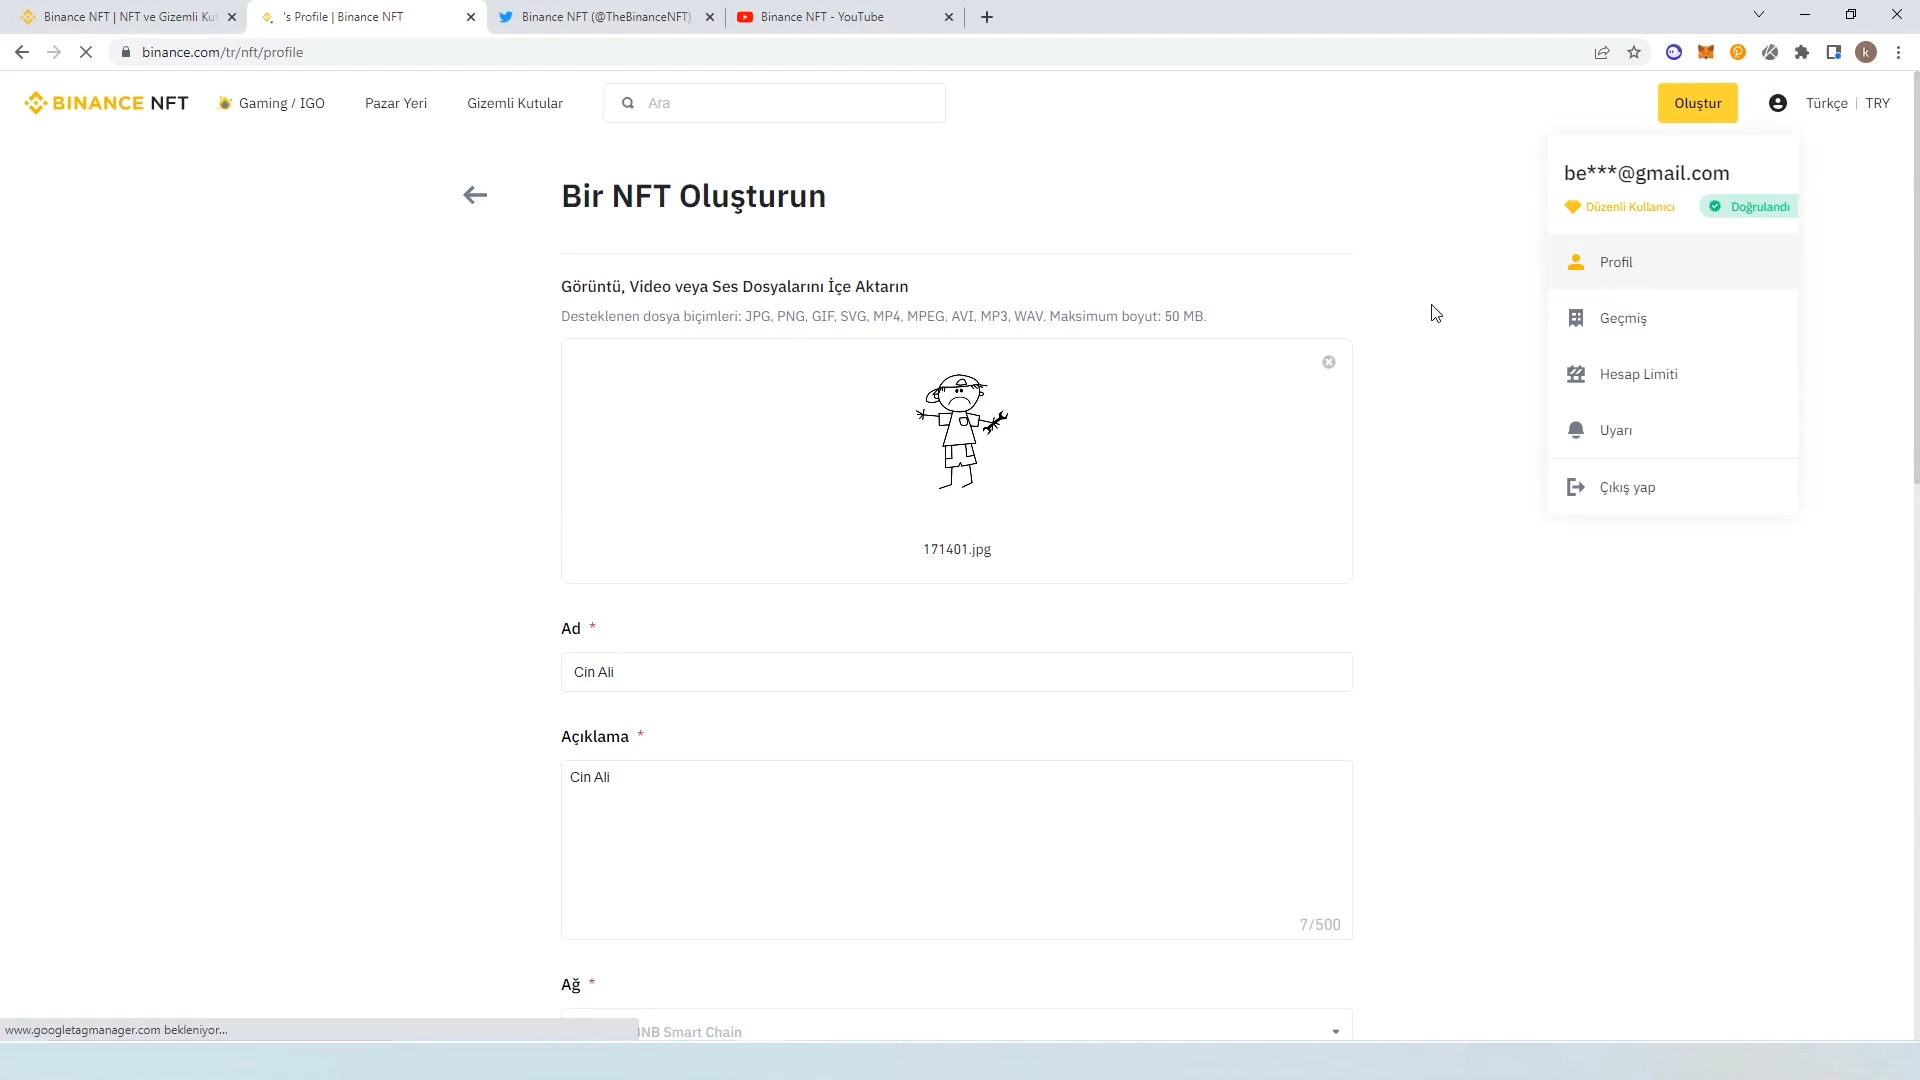 Binance NFT | NFT ve Gizemli Kut
's Profile | Binance NFT
Binance NFT (@TheBinanceNFT)
Binance NFT - YouTube
binance.com/tr/nft/profile
k
BINANCE NFT
Gaming / IGO
Pazar Yeri
Gizemli Kutular
Ara
Oluştur
Türkçe | TRY
be***@gmail.com
Düzenli Kullanıcı
Doğrulandı
Profil
Geçmiş
Hesap Limiti
Uyarı
Çıkış yap
Bir NFT Oluşturun
Görüntü, Video veya Ses Dosyalarını İçe Aktarın
Desteklenen dosya biçimleri: JPG, PNG, GIF, SVG, MP4, MPEG, AVI, MP3, WAV. Maksimum boyut: 50 MB.
171401.jpg
Ad *
Cin Ali
Açıklama *
Cin Ali
7/500
Ağ *
NB Smart Chain
www.googletagmanager.com bekleniyor...